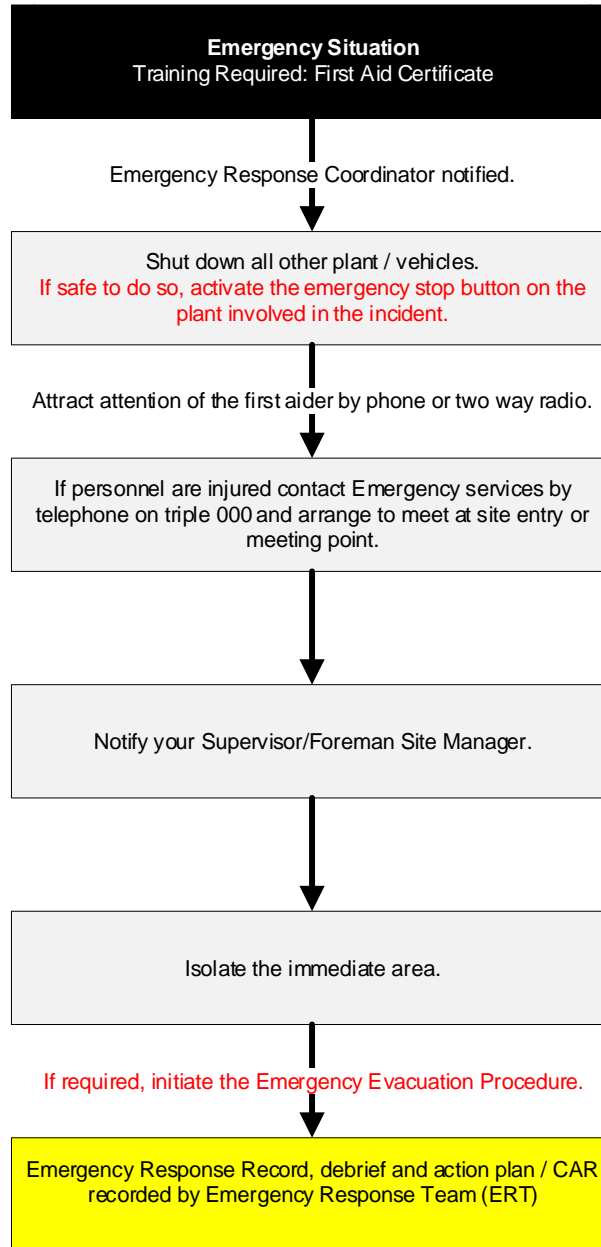 Emergency Situation
Training Required: First Aid Certificate
Emergency Response Coordinator notified.
Shut down all other plant / vehicles.
If safe to do so, activate the emergency stop button on the
plant involved in the incident.
Attract attention of the first aider by phone or two way radio.
If personnel are injured contact Emergency services by
telephone on triple 000 and arrange to meet at site entry or
meeting point.
Notify your Supervisor/Foreman Site Manager.
Isolate the immediate area.
If required, initiate the Emergency Evacuation Procedure.
Emergency Response Record, debrief and action plan / CAR
recorded by Emergency Response Team (ERT)